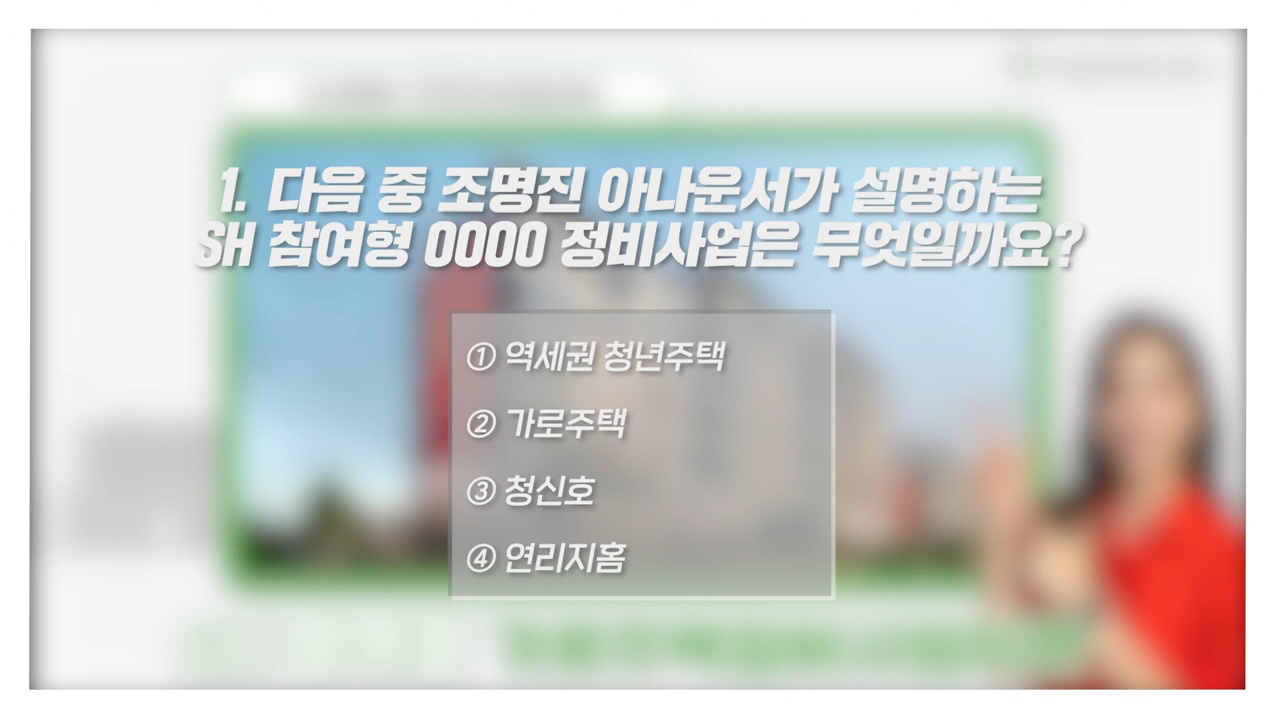 1. 다음 중 조명진 아나운서가 설명하는
SH 참여형 0000 정비사업은 무엇일까요?
① 역세권 청년주택
② 가로주택
③ 청신호
④ 연리지홈